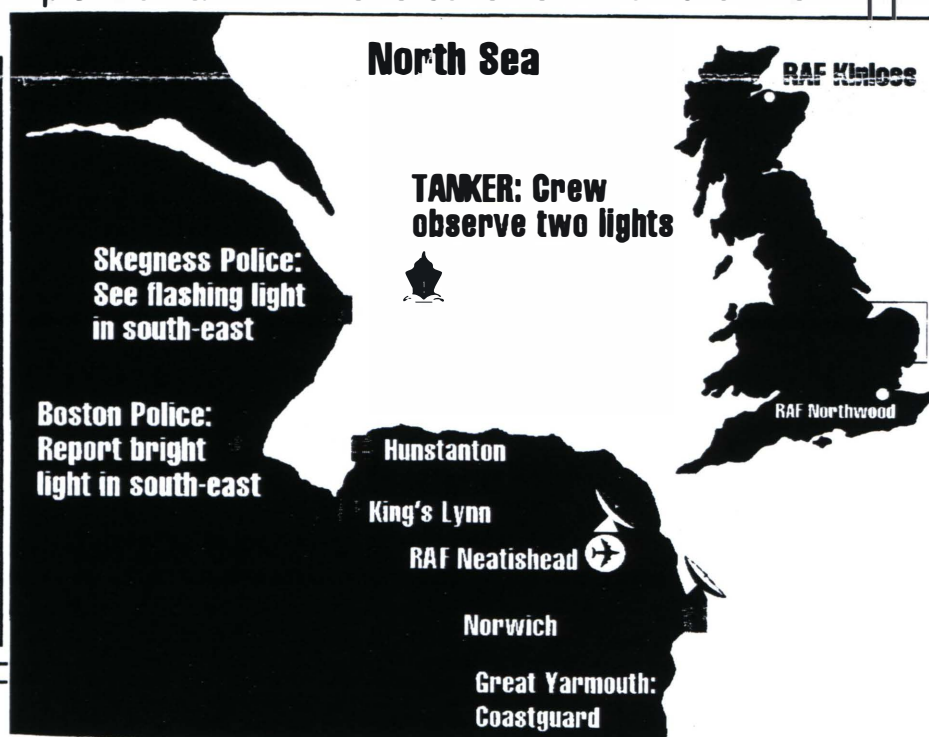 North Sea
RAF Kinloss
TANKER: Crew
observe two lights
Skegness Police:
See flashing light
in south-east
Boston Police:
Report bright
light in south-east
RAF Northwood
Hunstanton
King's Lynn
RAF Neatishead
Norwich
Great Yarmouth:
Coastguard